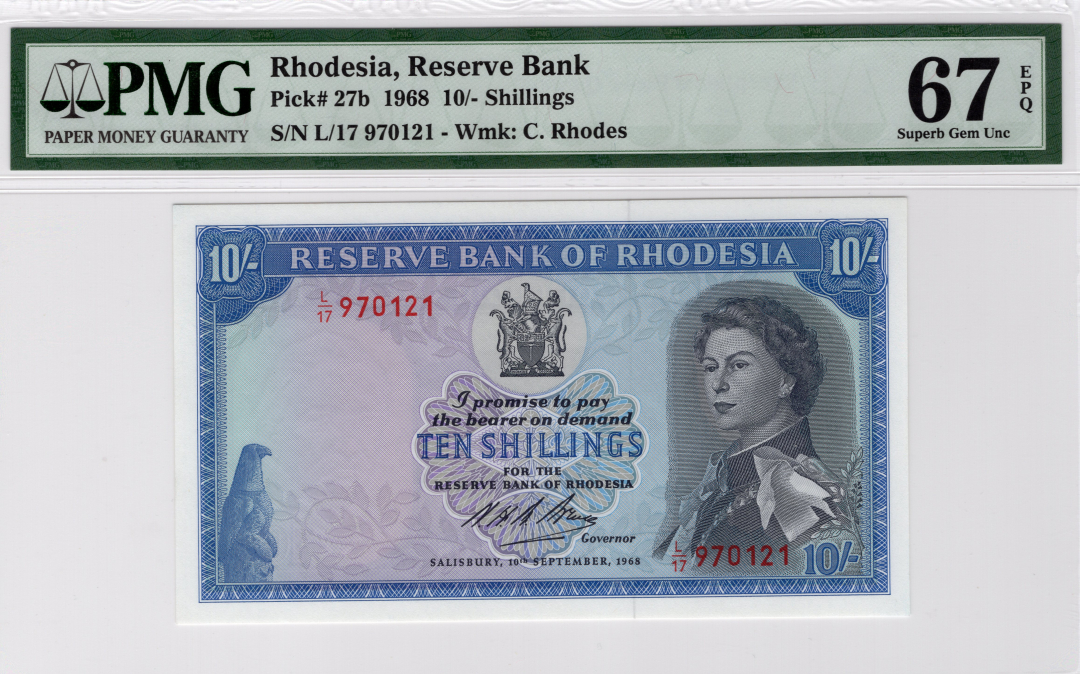 PMG
PAPER MONEY GUARANTY
Rhodesia, Reserve Bank
Pick# 27b 1968 10/- Shillings
S/N L/17 970121 - Wmk: C. Rhodes
67
EPQ
Superb Gem Unc
10/-
RESERVE BANK OF RHODESIA
10/-
L/17 970121
I promise to pay
the bearer on demand
TEN SHILLINGS
FOR THE
RESERVE BANK OF RHODESIA
Governor
SALISBURY, 10th SEPTEMBER, 1968
L/17 970121
10/-